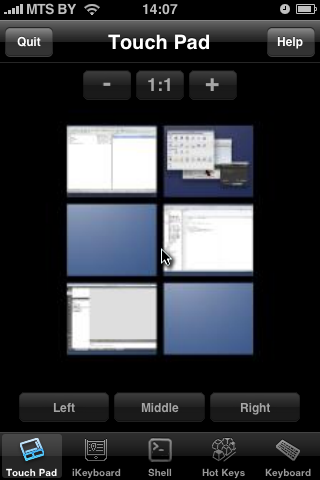 MTS BY 14:07
Quit Touch Pad Help
- 1:1 +
Left Middle Right
Touch Pad iKeyboard Shell Hot Keys Keyboard